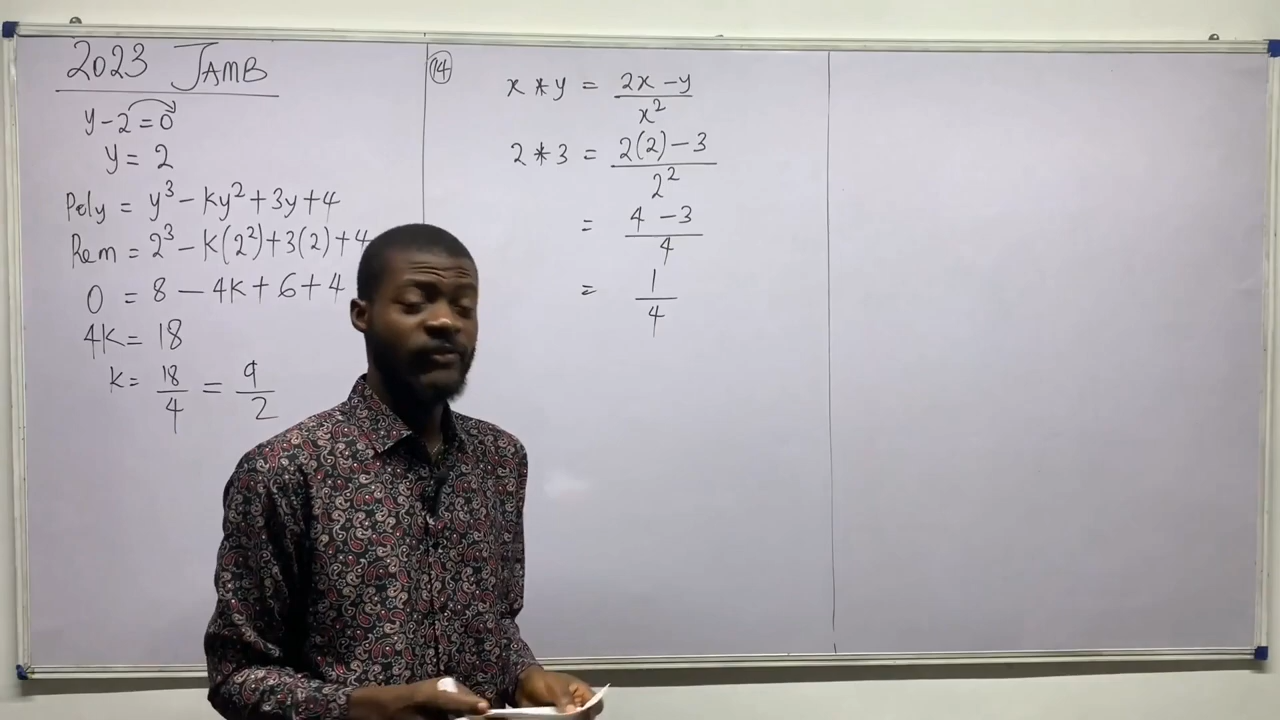 2023 JAMB
y-2=0
y = 2
Poly = y³ - ky² + 3y + 4
Rem = 2³ - k(2²)+3(2)+4
0 = 8 - 4k + 6 + 4
4k = 18
k = 18/4 = 9/2
14
x * y = (2x - y)/x²
2 * 3 = (2(2) - 3)/2²
= (4 - 3)/4
= 1/4